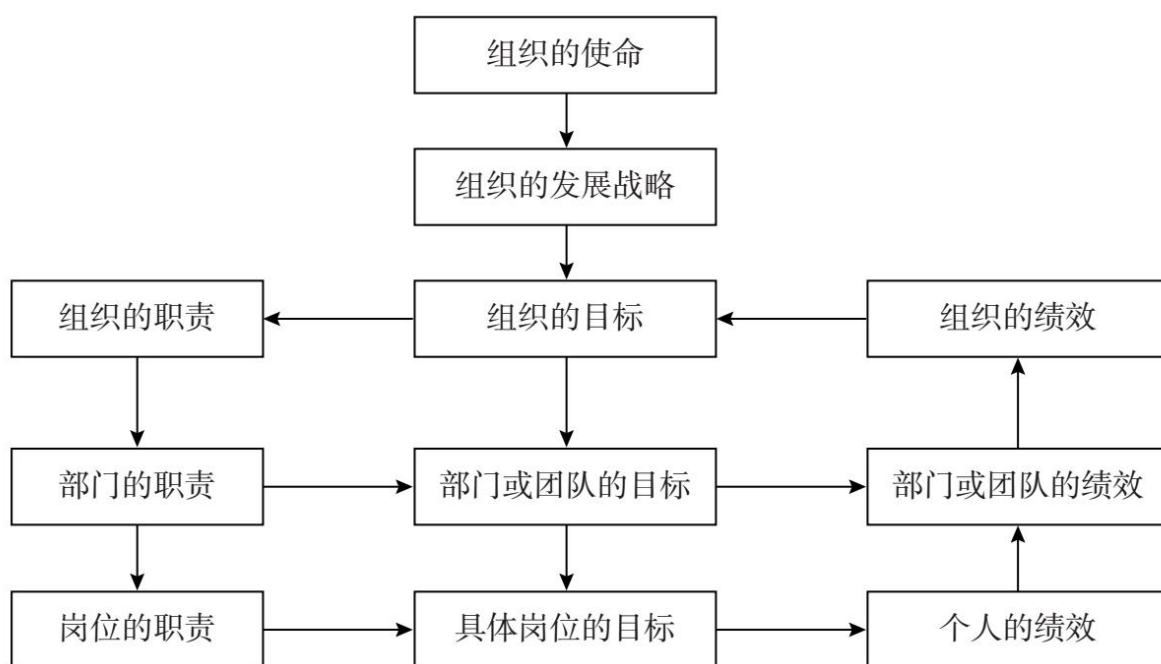 组织的使命
组织的发展战略
组织的职责
组织的目标
组织的绩效
部门的职责
部门或团队的目标
部门或团队的绩效
岗位的职责
具体岗位的目标
个人的绩效